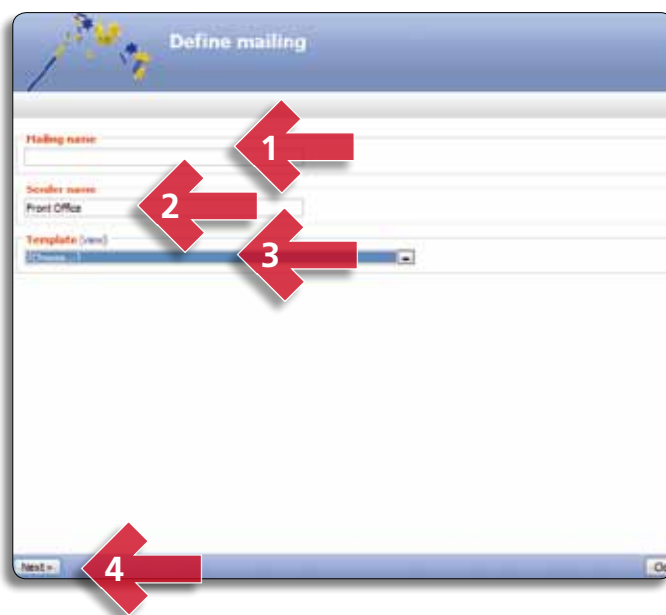 Define mailing
Mailing name
1
Sender name
Front Office
2
Template [view]
[Choose...]
3
Next »
4